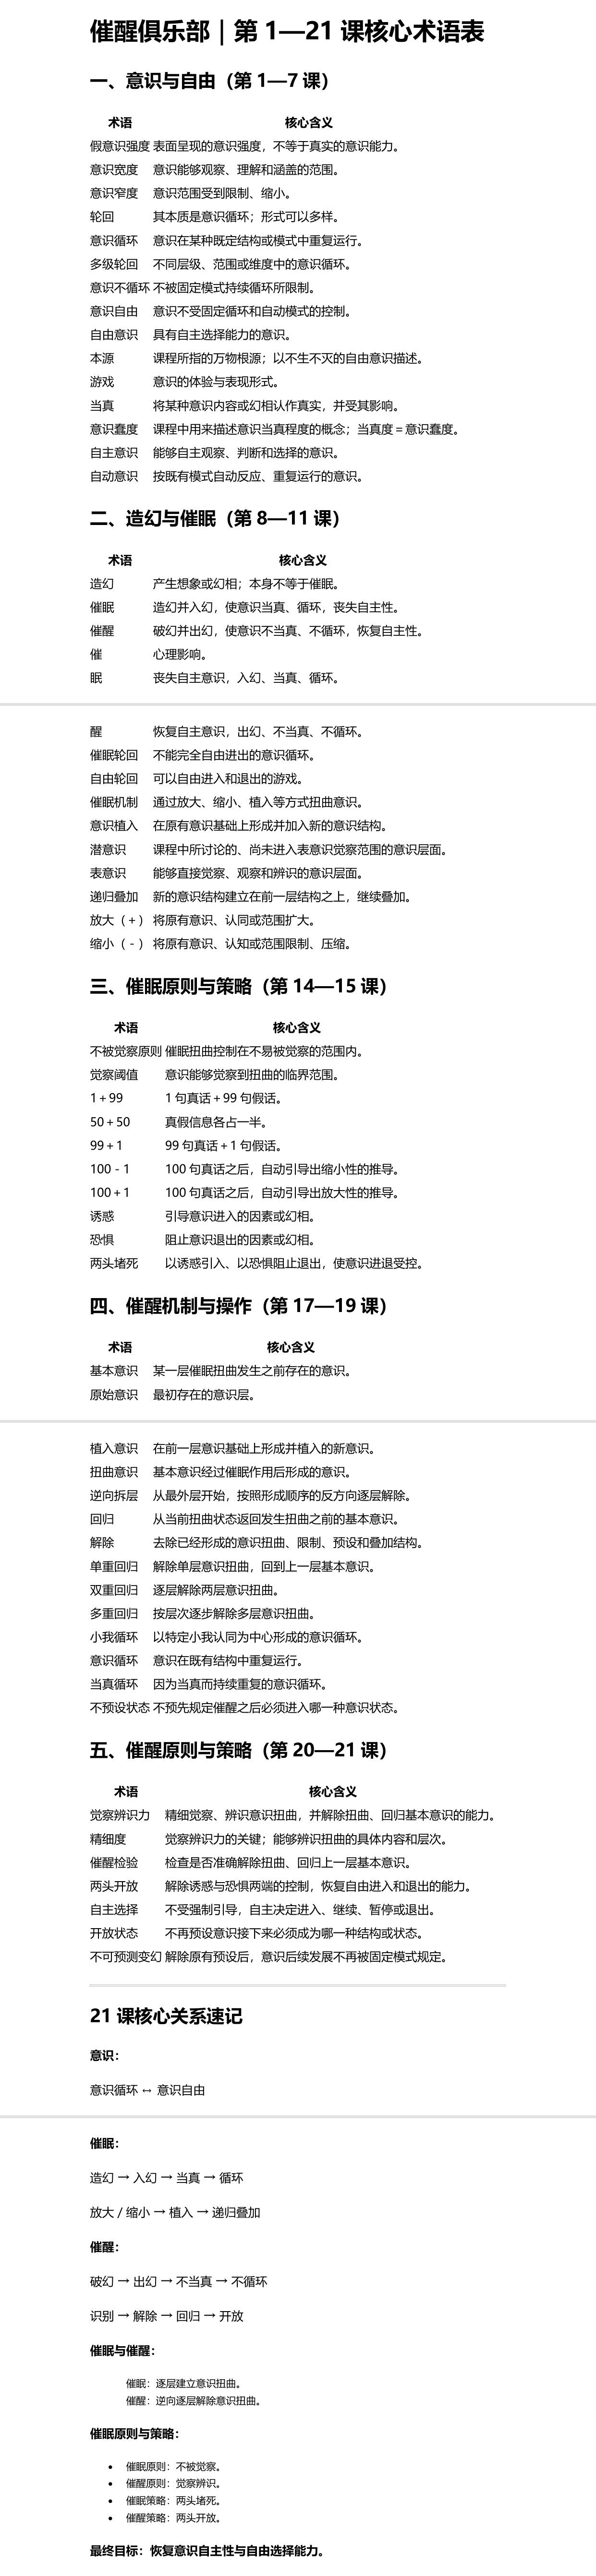 催醒俱乐部｜第 1—21 课核心术语表
一、意识与自由（第 1—7 课）
术语 核心含义
假意识强度 表面呈现的意识强度，不等于真实的意识能力。
意识宽度 意识能够观察、理解和涵盖的范围。
意识窄度 意识范围受到限制、缩小。
轮回 其本质是意识循环；形式可以多样。
意识循环 意识在某种既定结构或模式中重复运行。
多级轮回 不同层级、范围或维度中的意识循环。
意识不循环 不被固定模式持续循环所限制。
意识自由 意识不受固定循环和自动模式的控制。
自由意识 具有自主选择能力的意识。
本源 课程所指的万物根源；以不生不灭的自由意识描述。
游戏 意识的体验与表现形式。
当真 将某种意识内容或幻相认作真实，并受其影响。
意识蠢度 课程中用来描述意识当真程度的概念；当真度＝意识蠢度。
自主意识 能够自主观察、判断和选择的意识。
自动意识 按既有模式自动反应、重复运行的意识。
二、造幻与催眠（第 8—11 课）
术语 核心含义
造幻 产生想象或幻相；本身不等于催眠。
催眠 造幻并入幻，使意识当真、循环，丧失自主性。
催醒 破幻并出幻，使意识不当真、不循环，恢复自主性。
催 心理影响。
眠 丧失自主意识，入幻、当真、循环。
醒 恢复自主意识，出幻、不当真、不循环。
催眠轮回 不能完全自由进出的意识循环。
自由轮回 可以自由进入和退出的游戏。
催眠机制 通过放大、缩小、植入等方式扭曲意识。
意识植入 在原有意识基础上形成并加入新的意识结构。
潜意识 课程中所讨论的、尚未进入表意识觉察范围的意识层面。
表意识 能够直接觉察、观察和辨识的意识层面。
递归叠加 新的意识结构建立在前一层结构之上，继续叠加。
放大（＋） 将原有意识、认同或范围扩大。
缩小（－） 将原有意识、认知或范围限制、压缩。
三、催眠原则与策略（第 14—15 课）
术语 核心含义
不被觉察原则 催眠扭曲控制在不易被觉察的范围内。
觉察阈值 意识能够觉察到扭曲的临界范围。
1＋99 1 句真话＋99 句假话。
50＋50 真假信息各占一半。
99＋1 99 句真话＋1 句假话。
100－1 100 句真话之后，自动引导出缩小性的推导。
100＋1 100 句真话之后，自动引导出放大性的推导。
诱惑 引导意识进入的因素或幻相。
恐惧 阻止意识退出的因素或幻相。
两头堵死 以诱惑引入、以恐惧阻止退出，使意识进退受控。
四、催醒机制与操作（第 17—19 课）
术语 核心含义
基本意识 某一层催眠扭曲发生之前存在的意识。
原始意识 最初存在的意识层。
植入意识 在前一层意识基础上形成并植入的新意识。
扭曲意识 基本意识经过催眠作用后形成的意识。
逆向拆层 从最外层开始，按照形成顺序的反方向逐层解除。
回归 从当前扭曲状态返回发生扭曲之前的基本意识。
解除 去除已经形成的意识扭曲、限制、预设和叠加结构。
单重回归 解除单层意识扭曲，回到上一层基本意识。
双重回归 逐层解除两层意识扭曲。
多重回归 按层次逐步解除多层意识扭曲。
小我循环 以特定小我认同为中心形成的意识循环。
意识循环 意识在既有结构中重复运行。
当真循环 因为当真而持续重复的意识循环。
不预设状态 不预先规定催醒之后必须进入哪一种意识状态。
五、催醒原则与策略（第 20—21 课）
术语 核心含义
觉察辨识力 精细觉察、辨识意识扭曲，并解除扭曲、回归基本意识的能力。
精细度 觉察辨识力的关键；能够辨识扭曲的具体内容和层次。
催醒检验 检查是否准确解除扭曲、回归上一层基本意识。
两头开放 解除诱惑与恐惧两端的控制，恢复自由进入和退出的能力。
自主选择 不受强制引导，自主决定进入、继续、暂停或退出。
开放状态 不再预设意识接下来必须成为哪一种结构或状态。
不可预测变幻 解除原有预设后，意识后续发展不再被固定模式规定。
21 课核心关系速记
意识：
意识循环 ↔ 意识自由
催眠：
造幻 → 入幻 → 当真 → 循环
放大 / 缩小 → 植入 → 递归叠加
催醒：
破幻 → 出幻 → 不当真 → 不循环
识别 → 解除 → 回归 → 开放
催眠与催醒：
催眠：逐层建立意识扭曲。
催醒：逆向逐层解除意识扭曲。
催眠原则与策略：
• 催眠原则：不被觉察。
• 催醒原则：觉察辨识。
• 催眠策略：两头堵死。
• 催醒策略：两头开放。
最终目标：恢复意识自主性与自由选择能力。